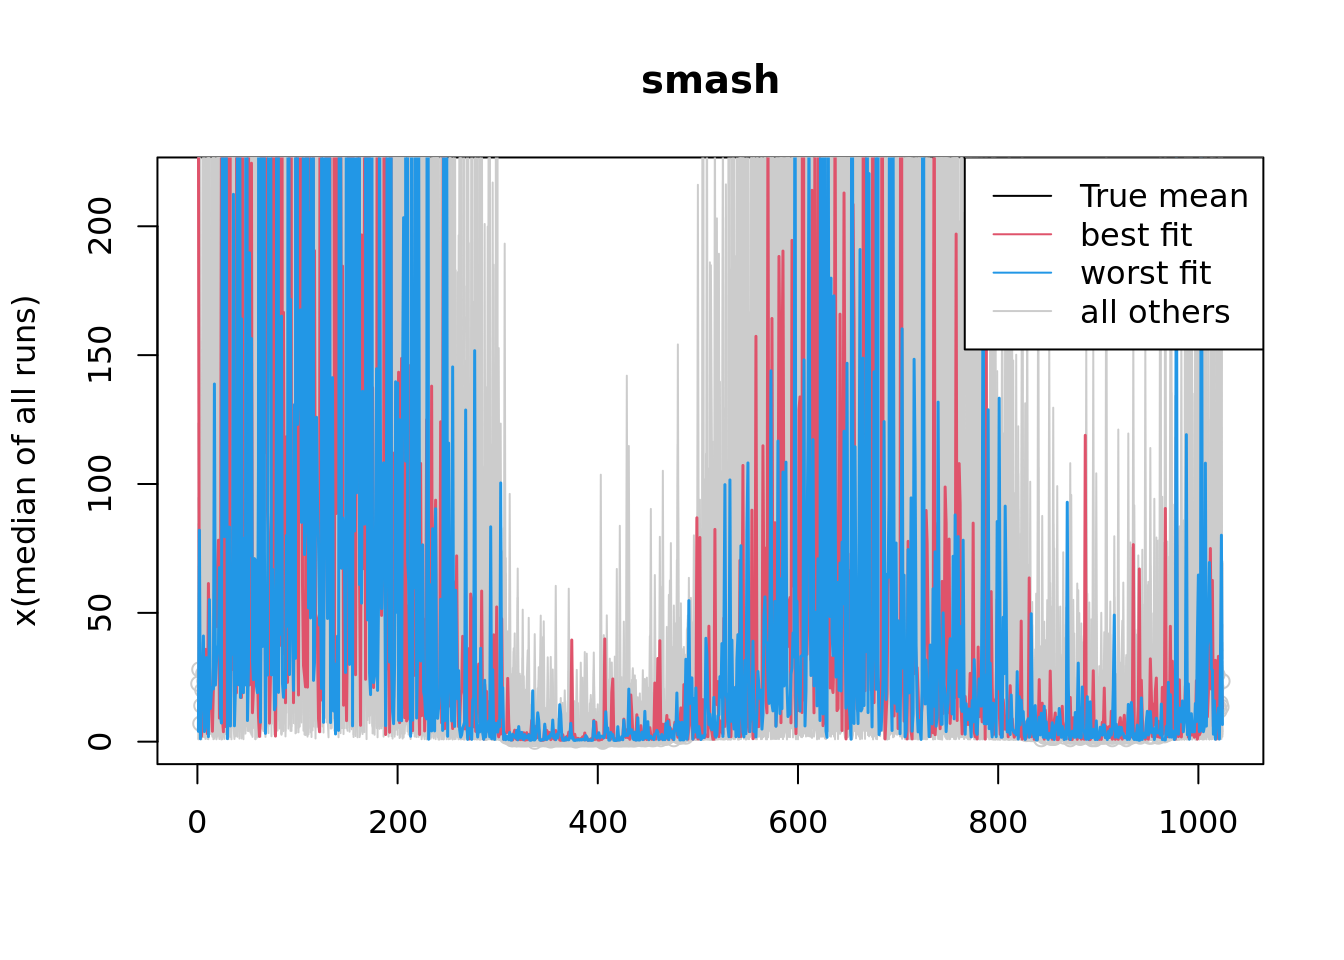 smash
x(median of all runs)
200
150
100
50
0
True mean
best fit
worst fit
all others
0 200 400 600 800 1000